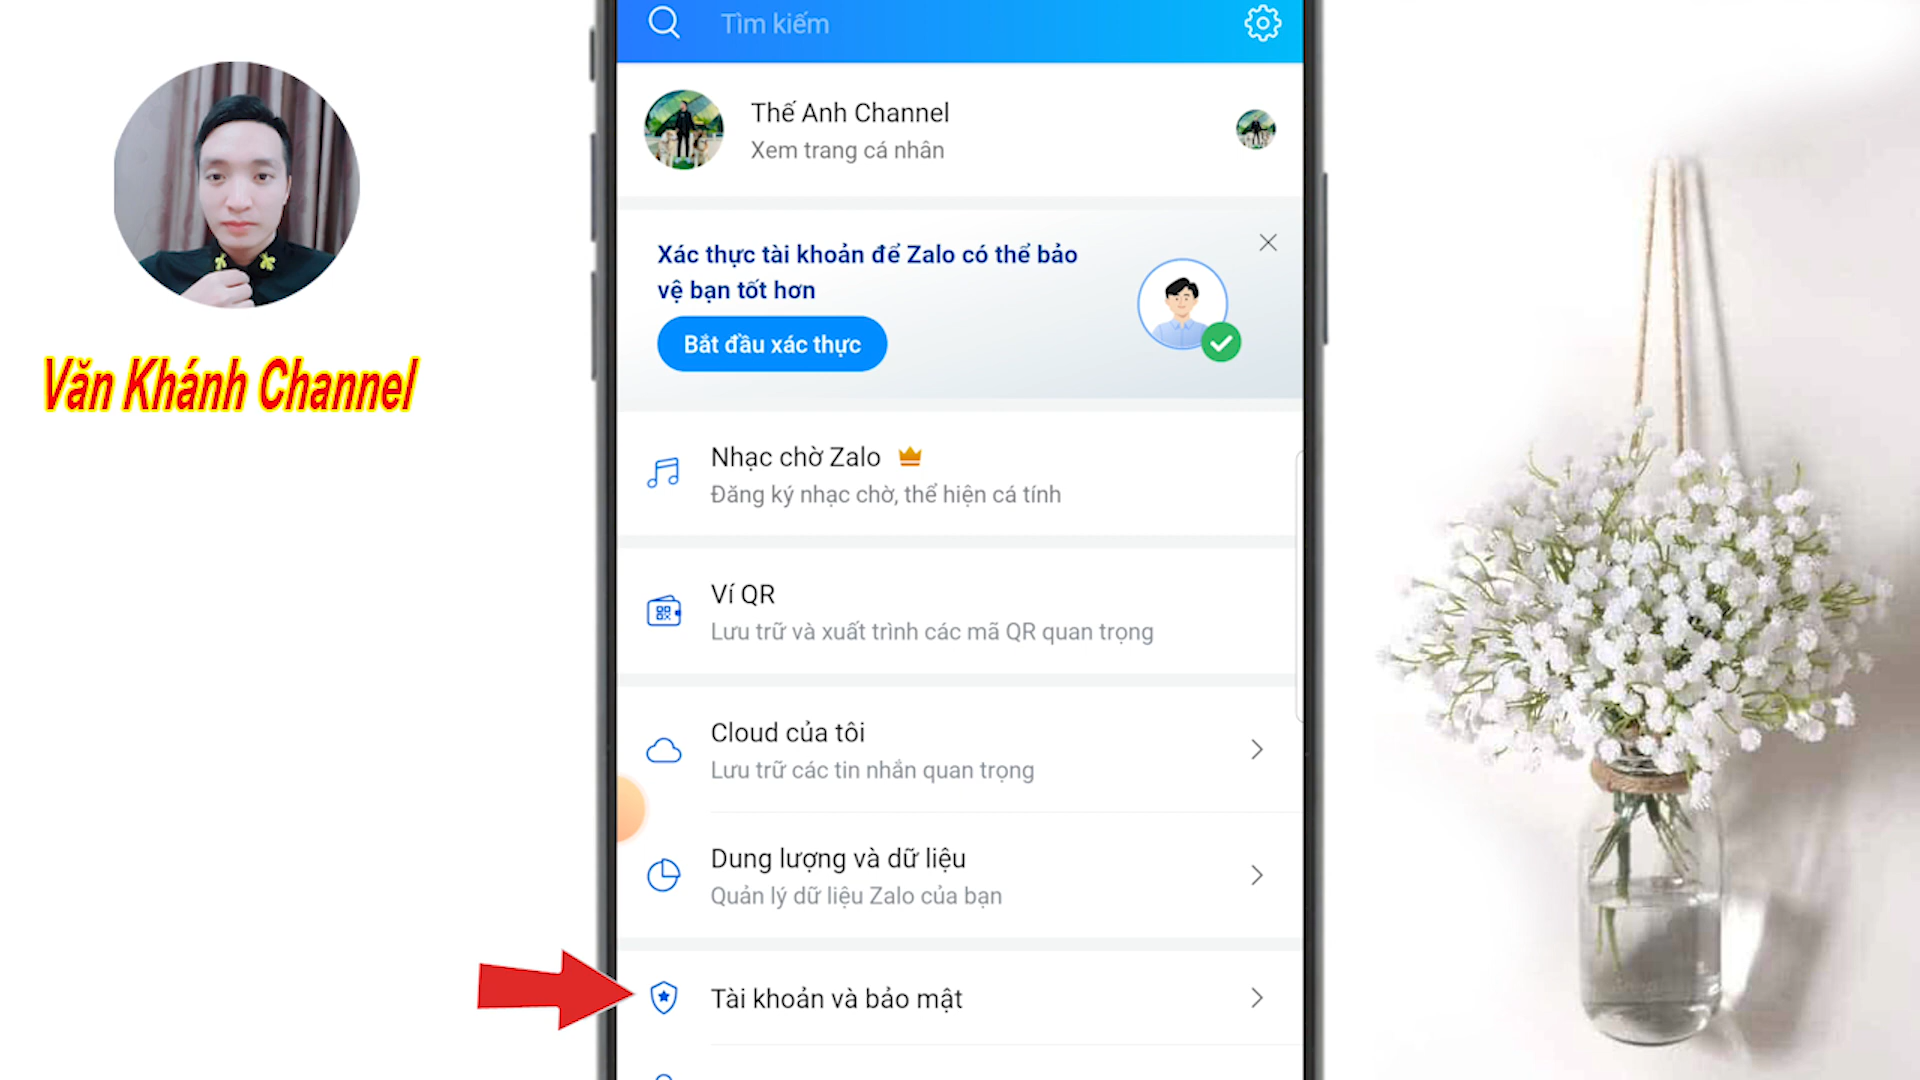 Tìm kiếm
Thế Anh Channel
Xem trang cá nhân
Xác thực tài khoản để Zalo có thể bảo
vệ bạn tốt hơn
Bắt đầu xác thực
Văn Khánh Channel
Nhạc chờ Zalo
Đăng ký nhạc chờ, thể hiện cá tính
Ví QR
Lưu trữ và xuất trình các mã QR quan trọng
Cloud của tôi
Lưu trữ các tin nhắn quan trọng
Dung lượng và dữ liệu
Quản lý dữ liệu Zalo của bạn
Tài khoản và bảo mật